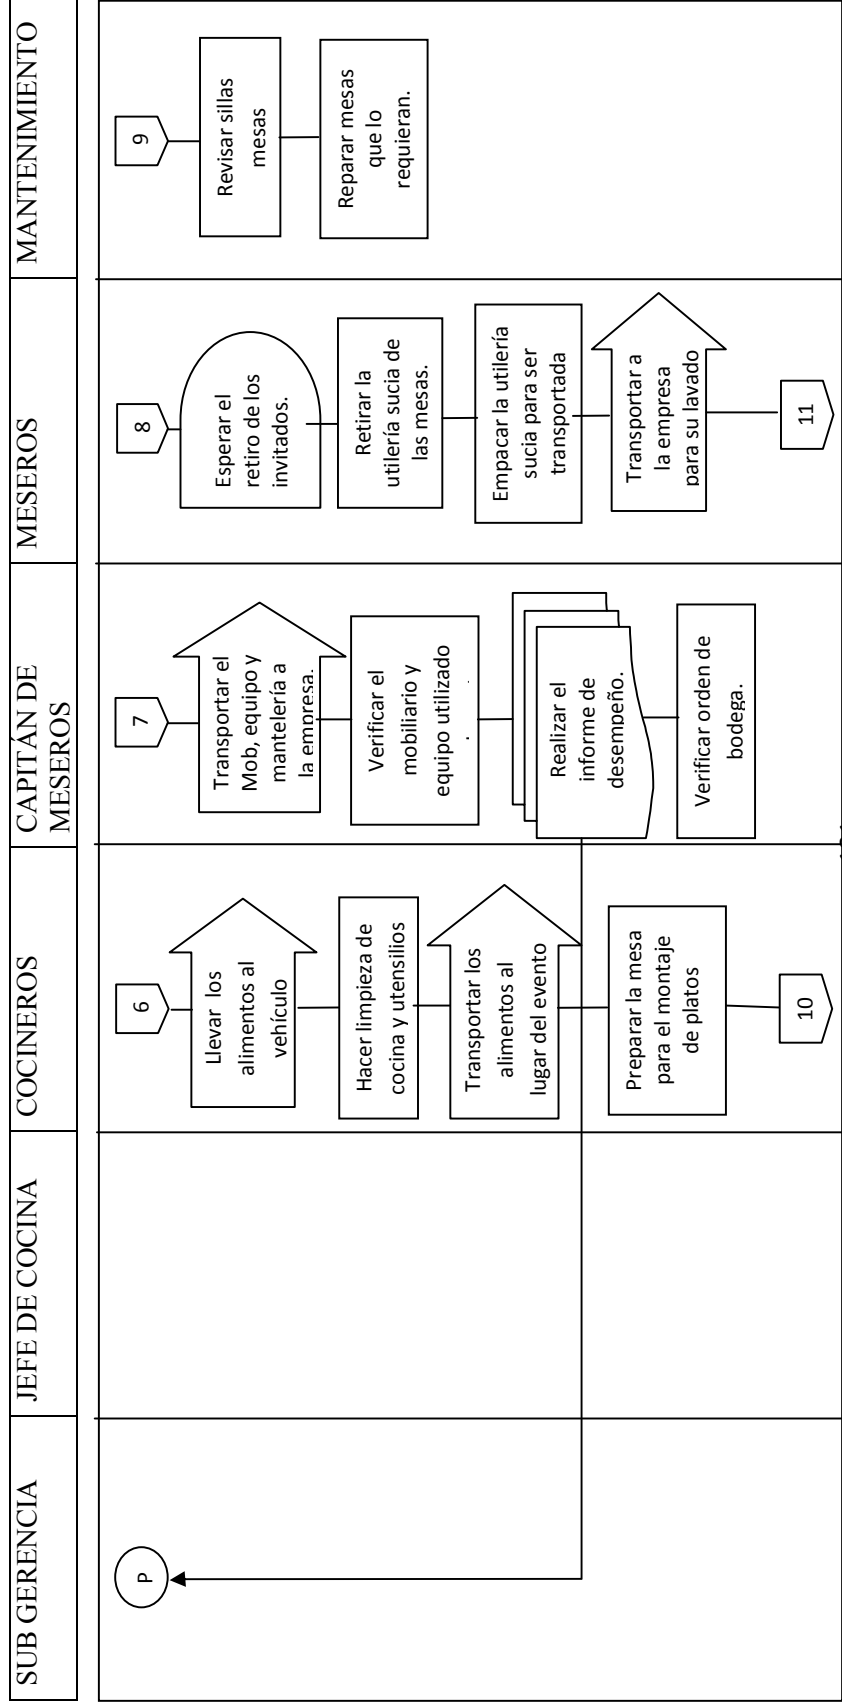 SUB GERENCIA
JEFE DE COCINA
COCINEROS
CAPITÁN DE
MESEROS
MESEROS
MANTENIMIENTO
P
6
Llevar los
alimentos al
vehículo
Hacer limpieza de
cocina y utensilios
Transportar los
alimentos al
lugar del evento
Preparar la mesa
para el montaje
de platos
10
7
Transportar el
Mob, equipo y
mantelería a
la empresa.
Verificar el
mobiliario y
equipo utilizado
Realizar el
informe de
desempeño.
Verificar orden de
bodega.
8
Esperar el
retiro de los
invitados.
Retirar la
utilería sucia de
las mesas.
Empacar la utilería
sucia para ser
transportada
Transportar a
la empresa
para su lavado
11
9
Revisar sillas
mesas
Reparar mesas
que lo
requieran.